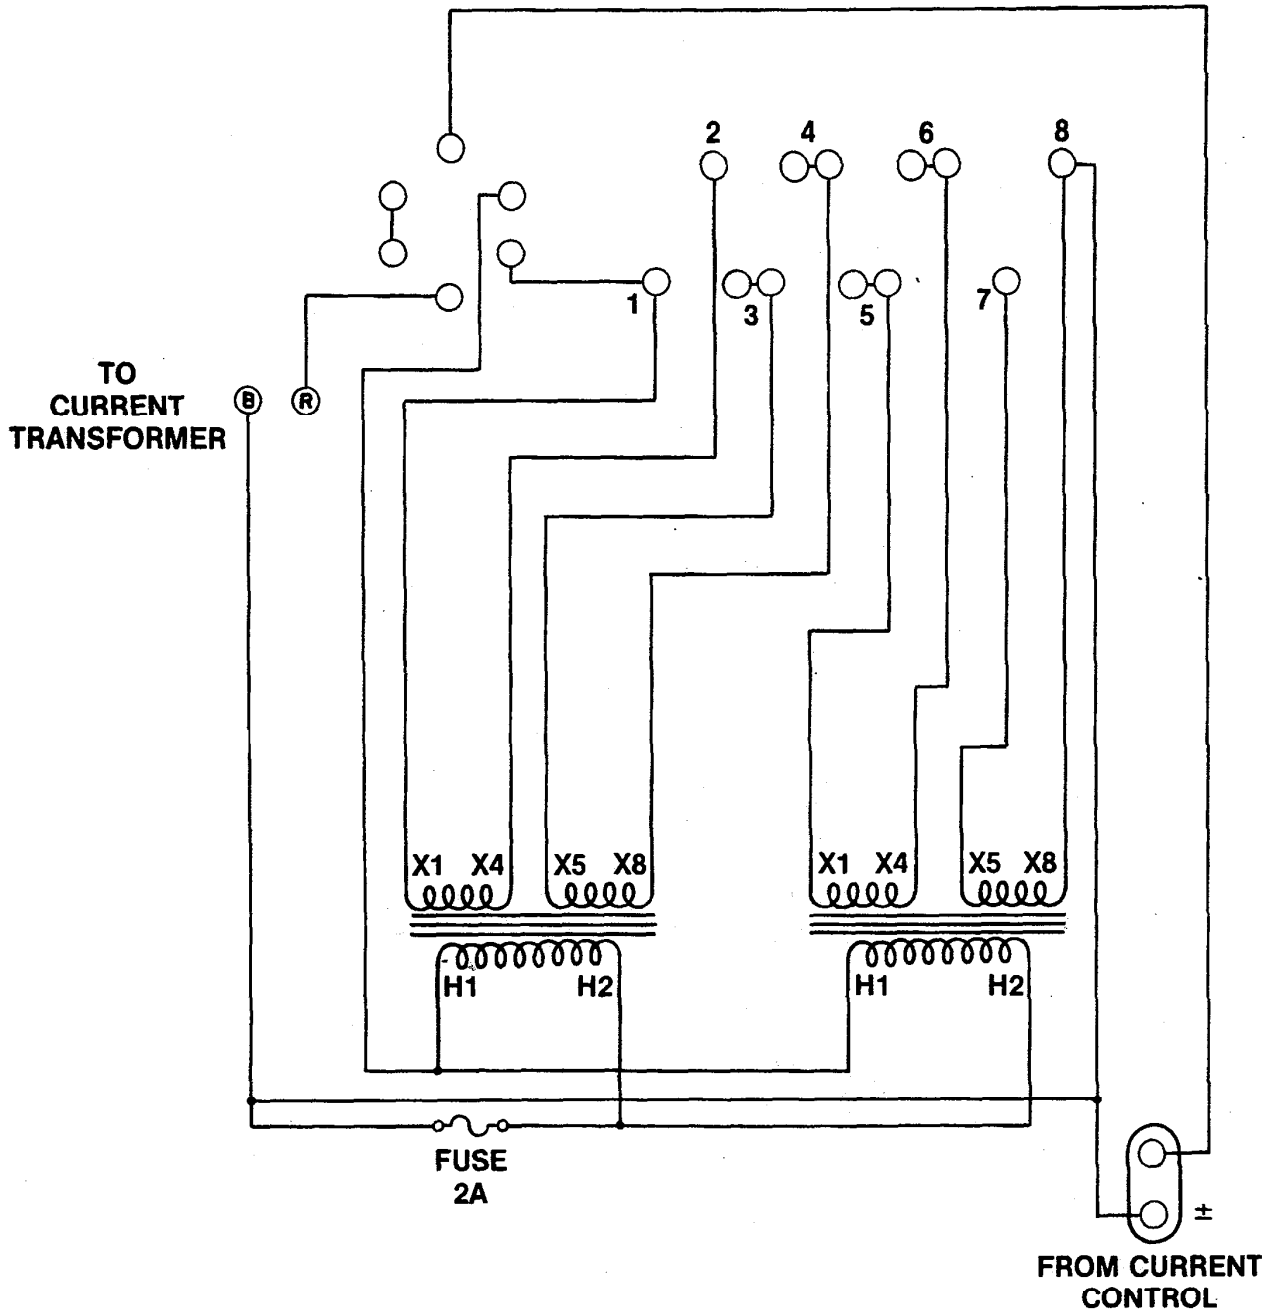 2
4
6
8
1
3
5
7
TO
CURRENT
TRANSFORMER
B
R
X1
X4
X5
X8
X1
X4
X5
X8
H1
H2
H1
H2
FUSE
2A
±
FROM CURRENT
CONTROL